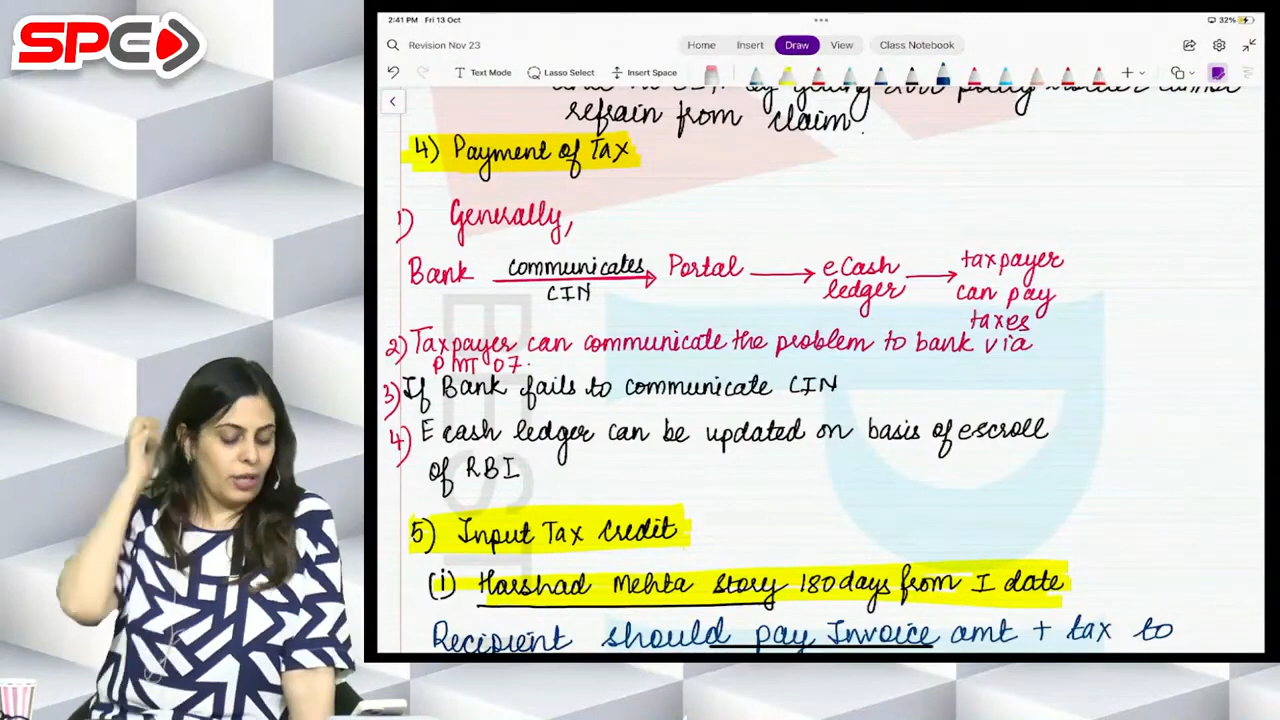 SPED
2:41 PM Fri 13 Oct
32%
Revision Nov 23
Home Insert Draw View Class Notebook
Text Mode Lasso Select Insert Space
refrain from claim.
4) Payment of Tax
1) Generally,
Bank communicates CIN Portal eCash ledger taxpayer can pay taxes
2) Taxpayer can communicate the problem to bank via
PMT 07.
3) If Bank fails to communicate CIN
4) E cash ledger can be updated on basis of escroll
of RBI
5) Input Tax Credit
(i) Harshad Mehta story 180 days from I date
Recipient should pay Invoice amt + tax to